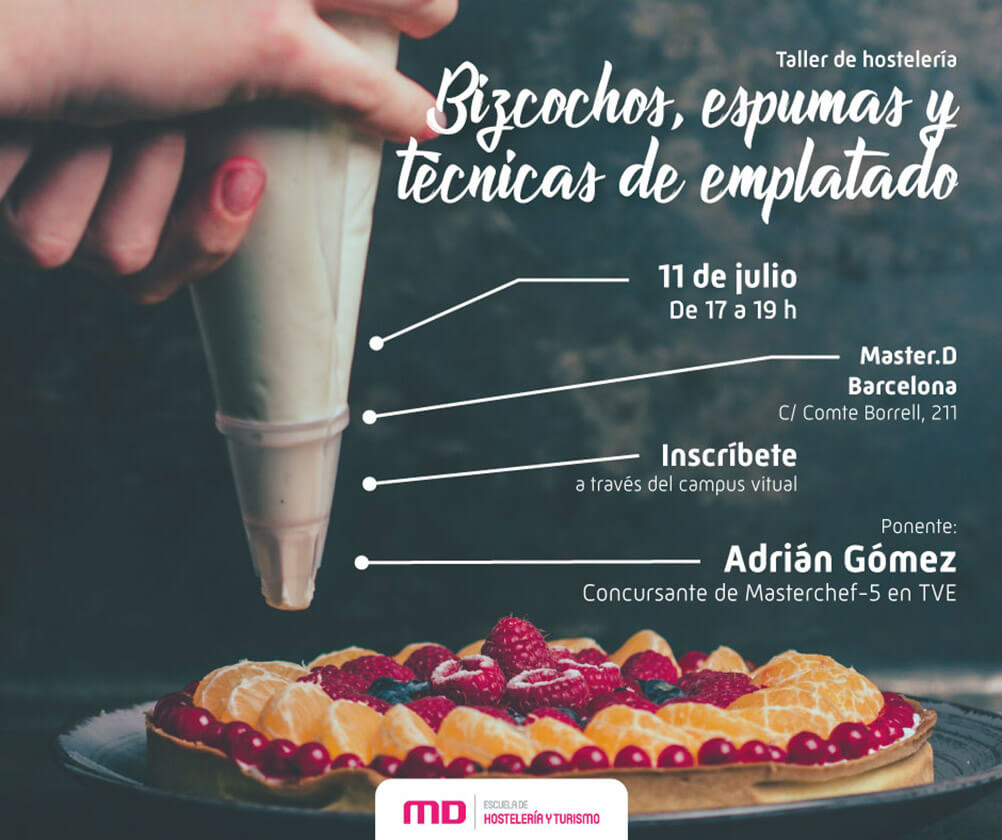 Taller de hostelería
Bizcochos, espumas y
técnicas de emplatado
11 de julio
De 17 a 19 h
Master.D
Barcelona
C/ Comte Borrell, 211
Inscríbete
a través del campus vitual
Ponente:
Adrián Gómez
Concursante de Masterchef-5 en TVE
MD
ESCUELA DE
HOSTELERÍA Y TURISMO